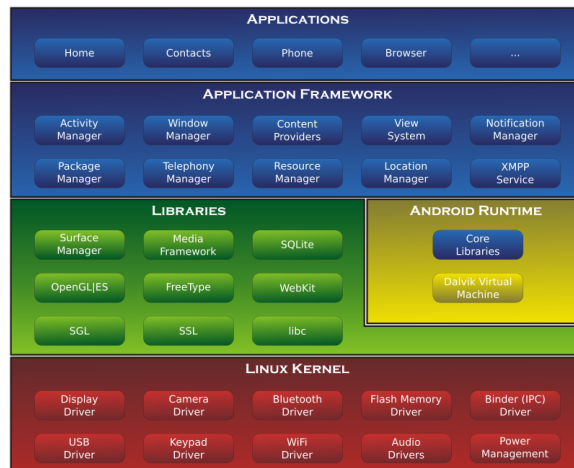 APPLICATIONS
Home Contacts Phone Browser ...
APPLICATION FRAMEWORK
Activity Manager Window Manager Content Providers View System Notification Manager
Package Manager Telephony Manager Resource Manager Location Manager XMPP Service
LIBRARIES
Surface Manager Media Framework SQLite
OpenGL|ES FreeType WebKit
SGL SSL libc
ANDROID RUNTIME
Core Libraries
Dalvik Virtual Machine
LINUX KERNEL
Display Driver Camera Driver Bluetooth Driver Flash Memory Driver Binder (IPC) Driver
USB Driver Keypad Driver WiFi Driver Audio Drivers Power Management